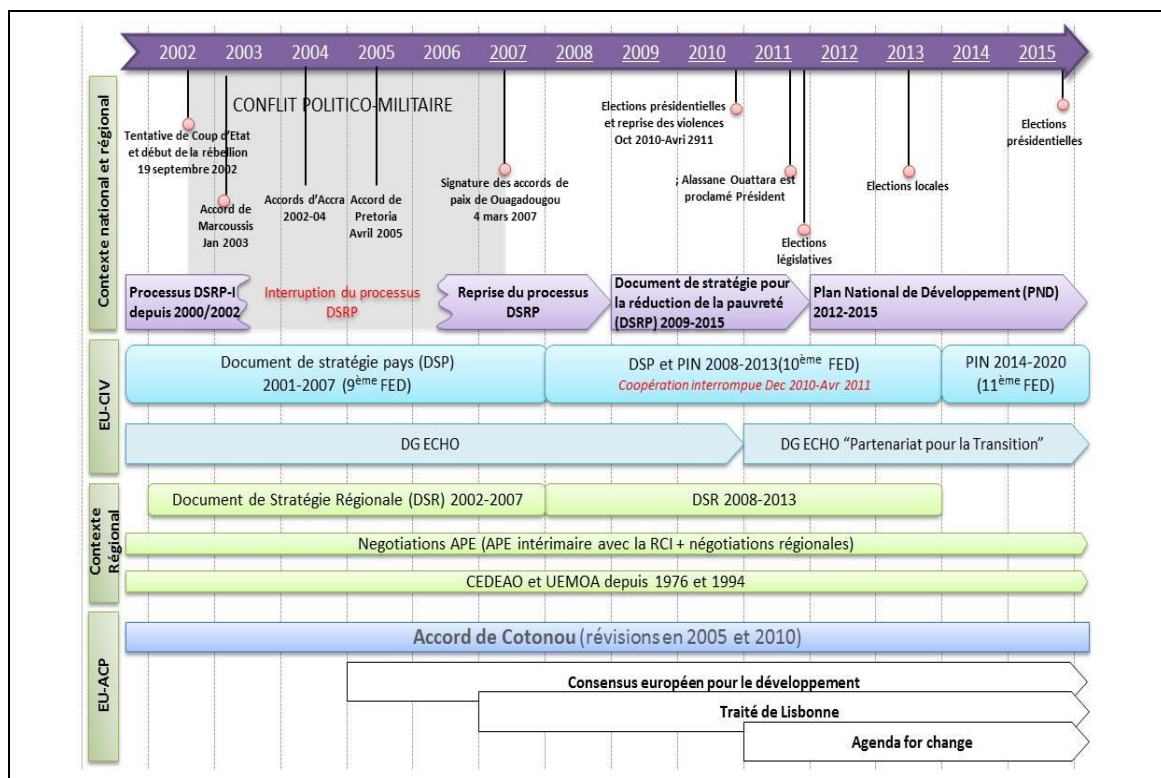 2002 2003 2004 2005 2006 2007 2008 2009 2010 2011 2012 2013 2014 2015
Contexte national et régional
CONFLIT POLITICO-MILITAIRE
Tentative de Coup d'Etat
et début de la rébellion
19 septembre 2002
Accord de
Marcoussis
Jan 2003
Accords d'Accra
2002-04
Accord de
Pretoria
Avril 2005
Signature des accords de
paix de Ouagadougou
4 mars 2007
Elections présidentielles
et reprise des violences
Oct 2010-Avri 2911
; Alassane Ouattara est
proclamé Président
Elections
législatives
Elections locales
Elections
présidentielles
Processus DSRP-I
depuis 2000/2002
Interruption du processus
DSRP
Reprise du processus
DSRP
Document de stratégie pour
la réduction de la pauvreté
(DSRP) 2009-2015
Plan National de Développement (PND)
2012-2015
EU-CIV
Document de stratégie pays (DSP)
2001-2007 (9ème FED)
DSP et PIN 2008-2013(10ème FED)
Coopération interrompue Dec 2010-Avr 2011
PIN 2014-2020
(11ème FED)
DG ECHO
DG ECHO "Partenariat pour la Transition"
Contexte
Régional
Document de Stratégie Régionale (DSR) 2002-2007
DSR 2008-2013
Negotiations APE (APE intérimaire avec la RCI + négotiations régionales)
CEDEAO et UEMOA depuis 1976 et 1994
EU-ACP
Accord de Cotonou (révisions en 2005 et 2010)
Consensus européen pour le développement
Traité de Lisbonne
Agenda for change